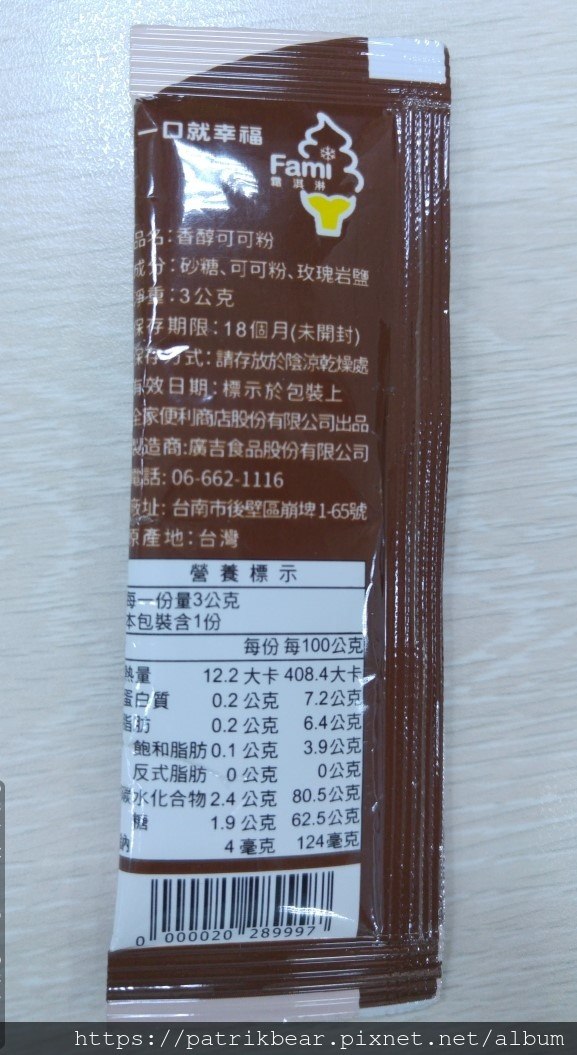 一口就幸福
Fami
霜淇淋
品名：香醇可可粉
成分：砂糖、可可粉、玫瑰岩鹽
淨重：3公克
保存期限：18個月(未開封)
保存方式：請存放於陰涼乾燥處
有效日期：標示於包裝上
全家便利商店股份有限公司出品
製造商：廣吉食品股份有限公司
電話: 06-662-1116
廠址: 台南市後壁區崩埤1-65號
原產地：台灣
營養標示
每一份量3公克
本包裝含1份
每份 每100公克
熱量 12.2 大卡 408.4大卡
蛋白質 0.2 公克 7.2公克
脂肪 0.2 公克 6.4公克
飽和脂肪 0.1 公克 3.9公克
反式脂肪 0公克 0公克
碳水化合物 2.4 公克 80.5公克
糖 1.9 公克 62.5公克
鈉 4 毫克 124毫克
0 000020 289997
https://patrikbear.pixnet.net/album